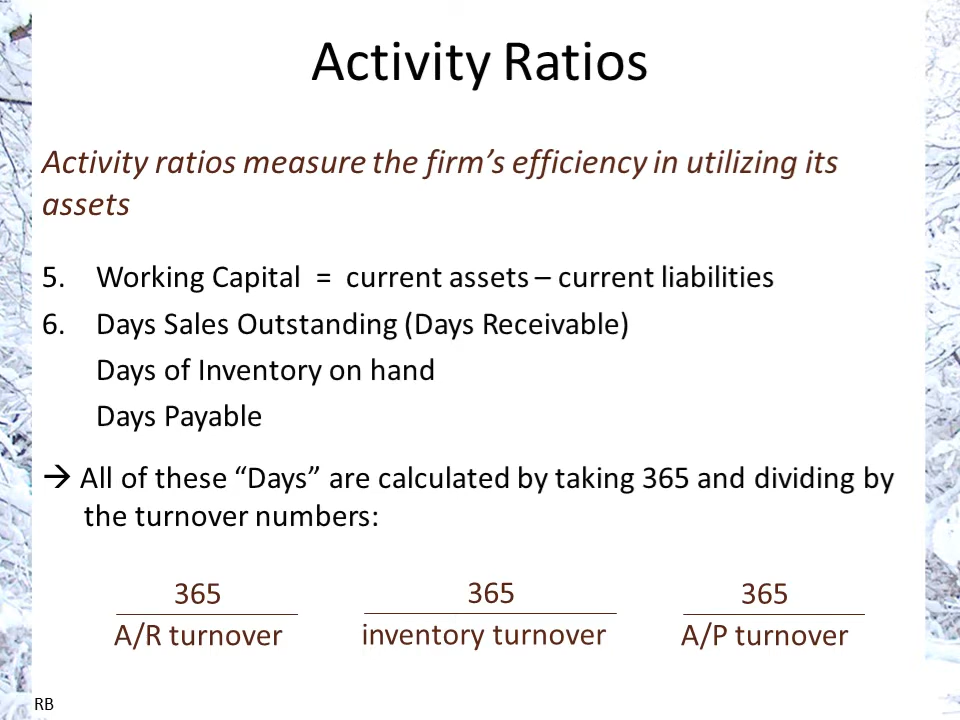 Activity Ratios
Activity ratios measure the firm’s efficiency in utilizing its
assets
5. Working Capital = current assets – current liabilities
6. Days Sales Outstanding (Days Receivable)
Days of Inventory on hand
Days Payable
→ All of these “Days” are calculated by taking 365 and dividing by
the turnover numbers:
365 365 365
A/R turnover inventory turnover A/P turnover
RB